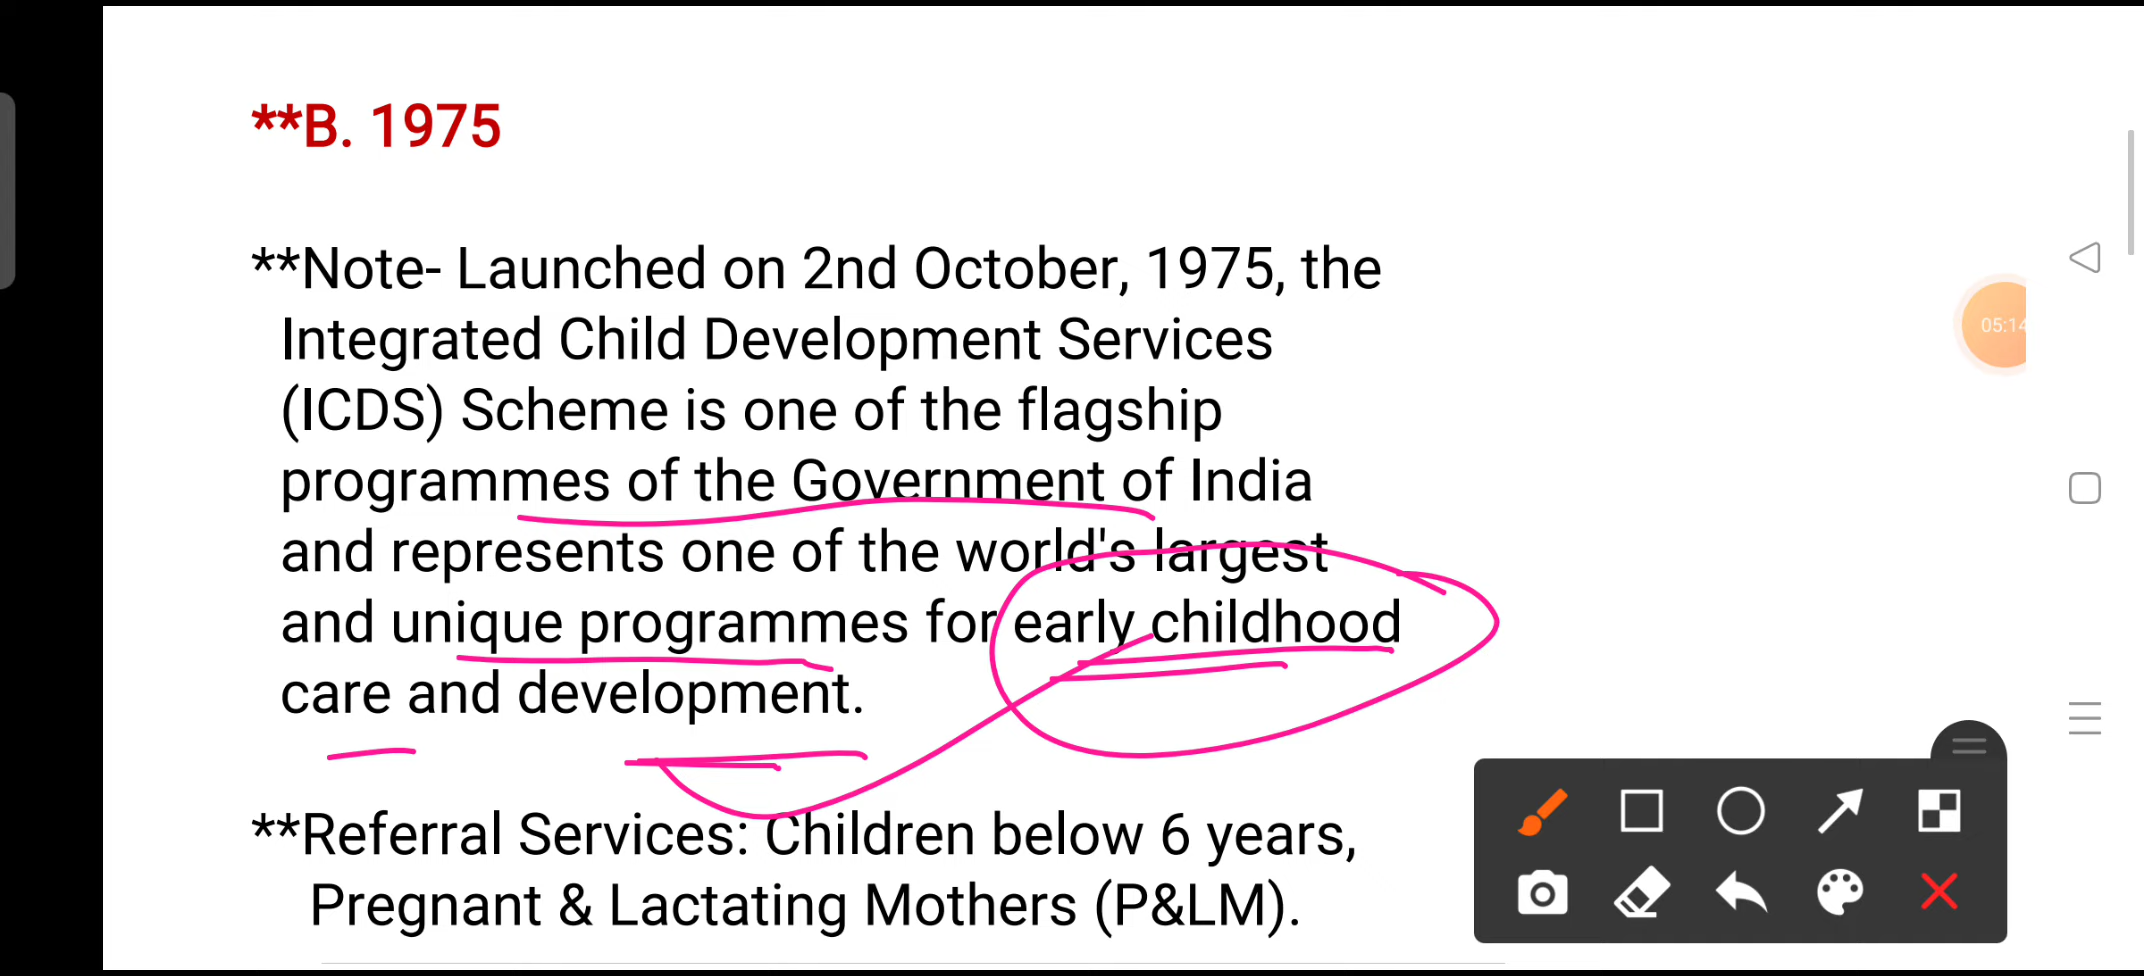 **B. 1975
**Note- Launched on 2nd October, 1975, the
Integrated Child Development Services
(ICDS) Scheme is one of the flagship
programmes of the Government of India
and represents one of the world's largest
and unique programmes for early childhood
care and development.
**Referral Services: Children below 6 years,
Pregnant & Lactating Mothers (P&LM).
05:14